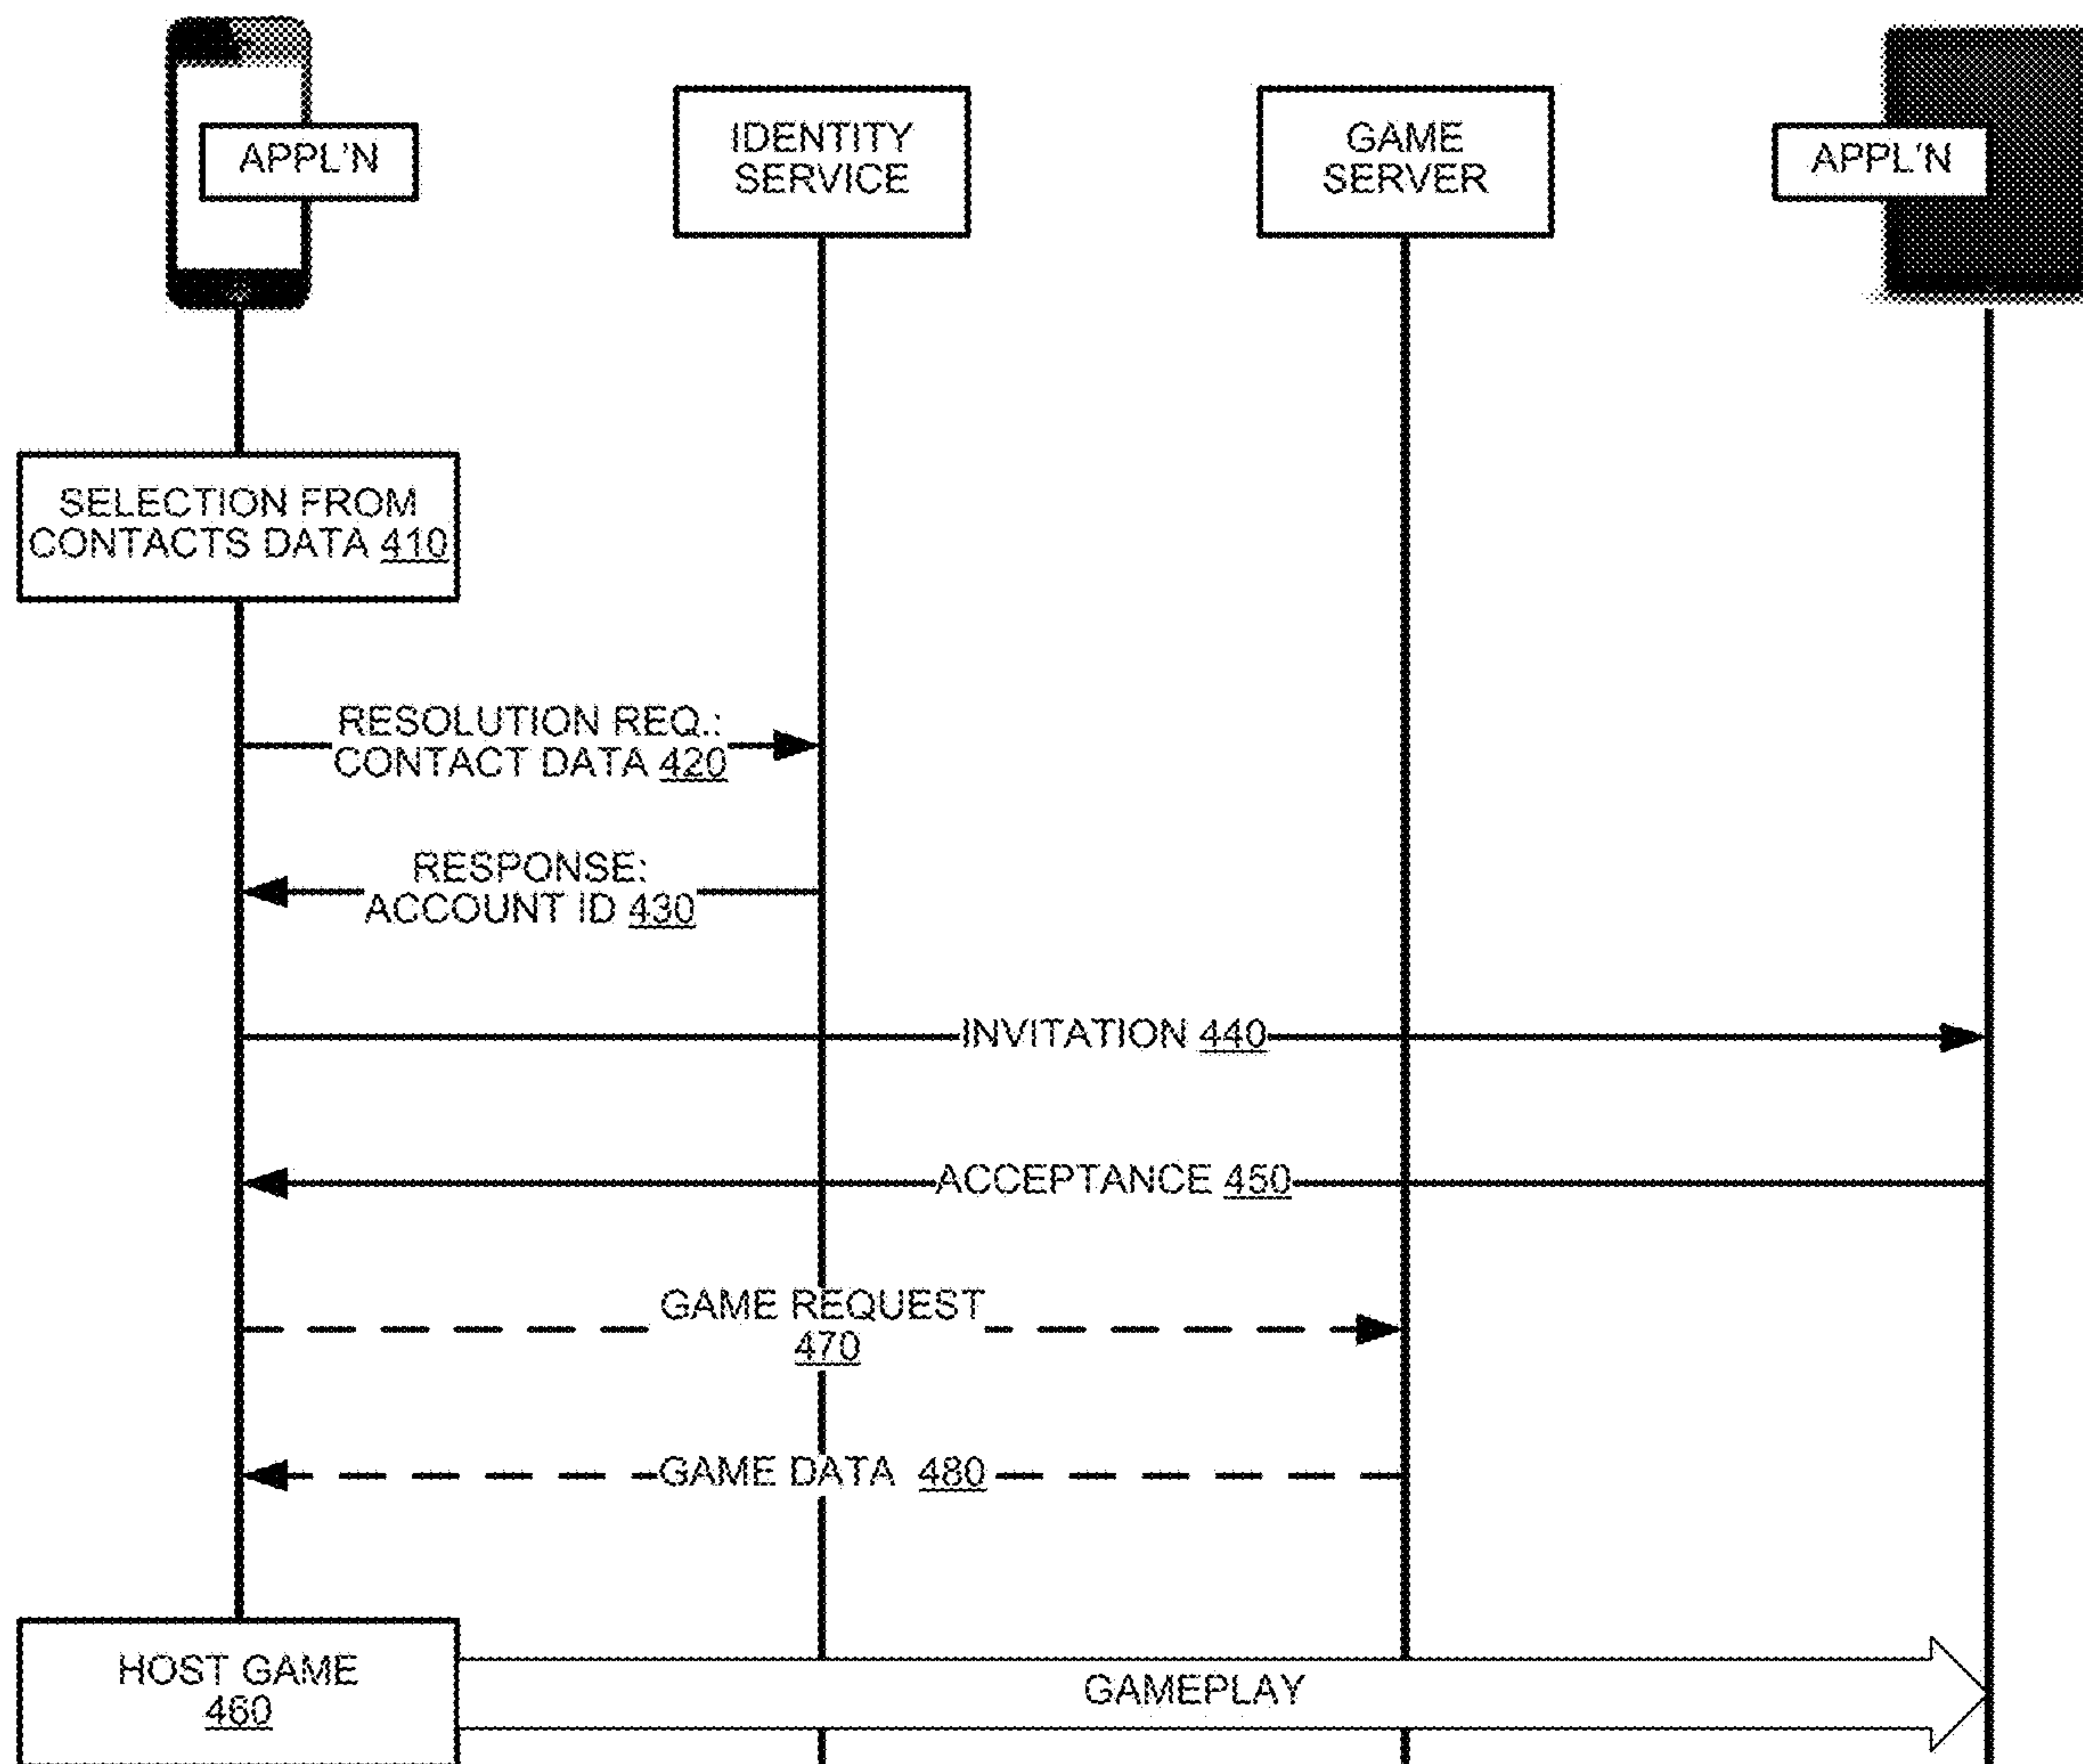 APPL'N
IDENTITY
SERVICE
GAME
SERVER
APPL'N
SELECTION FROM
CONTACTS DATA 410
RESOLUTION REQ.:
CONTACT DATA 420
RESPONSE:
ACCOUNT ID 430
INVITATION 440
ACCEPTANCE 450
GAME REQUEST
470
GAME DATA 480
HOST GAME
460
GAMEPLAY